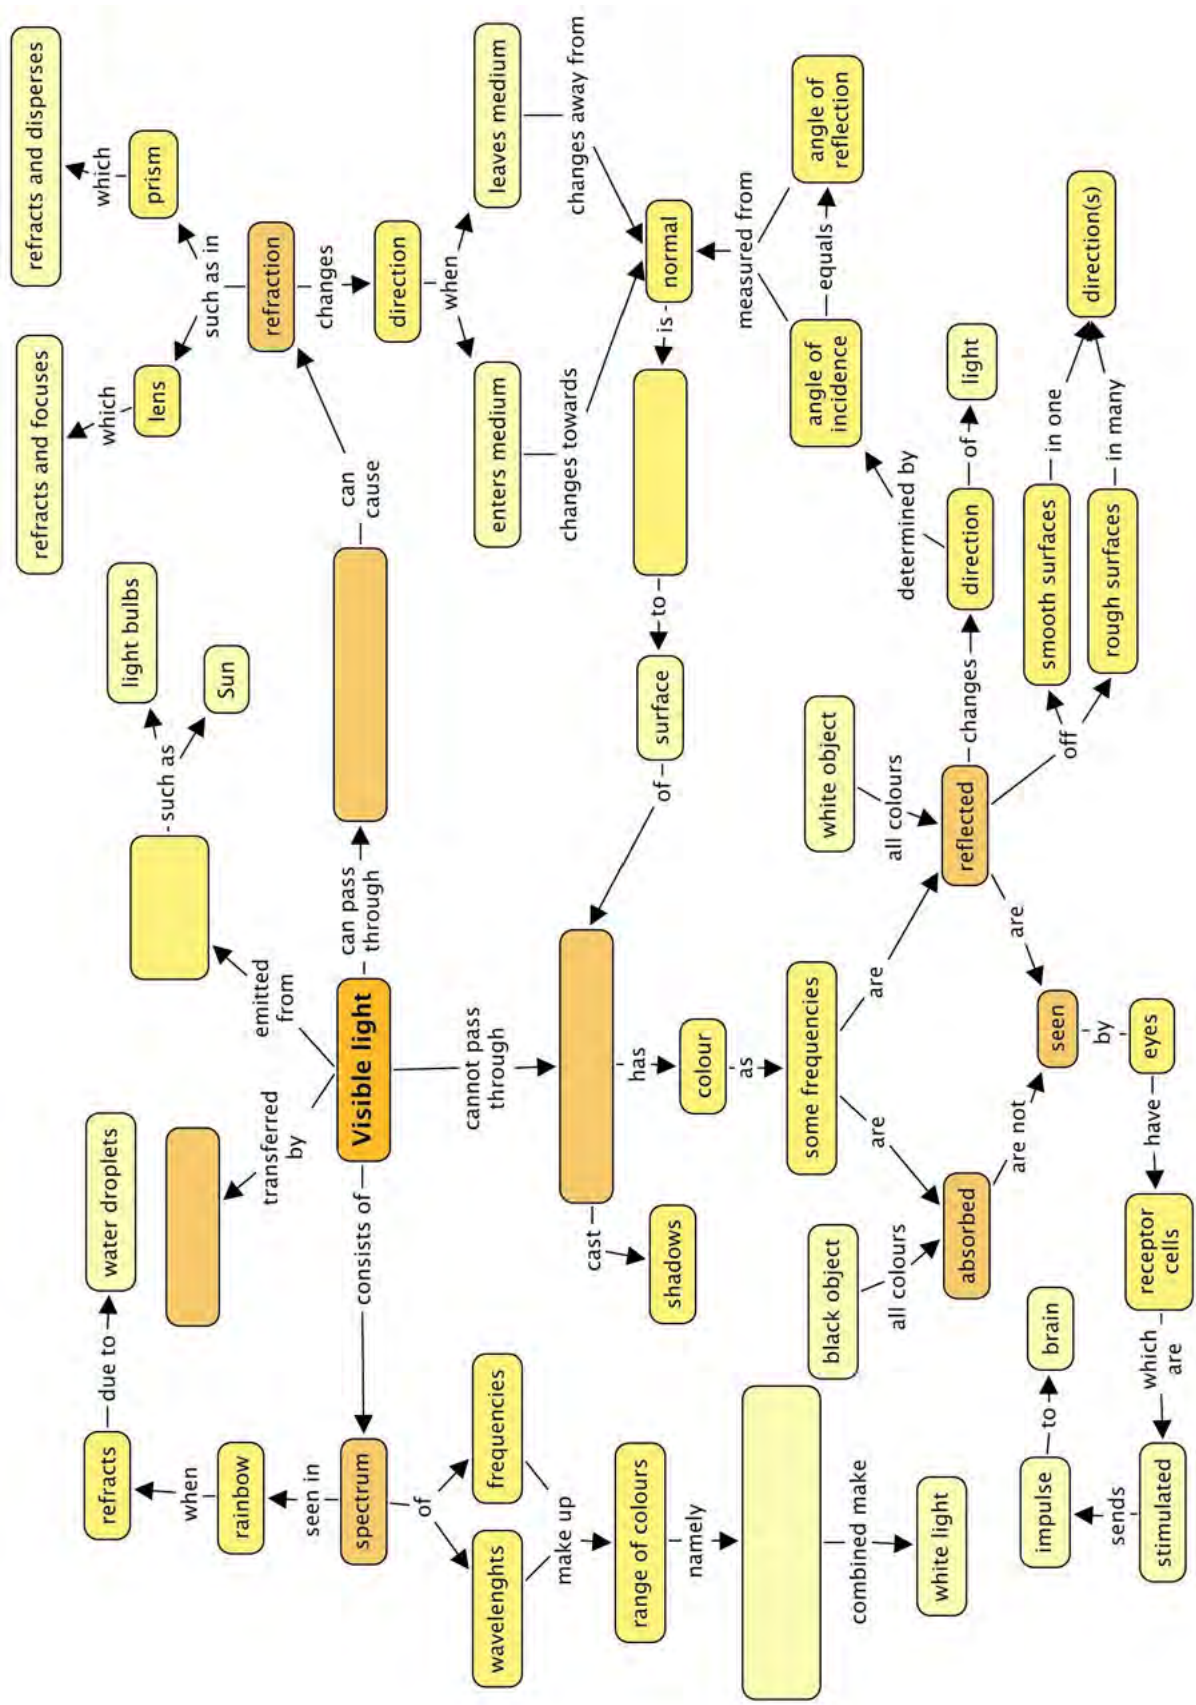 refracts and focuses
refracts and disperses
which
which
lens
prism
such as in
refraction
changes
direction
when
enters medium
leaves medium
changes towards
changes away from
normal
is
to
surface
of
measured from
angle of
incidence
equals
angle of
reflection
determined by
direction
of
light
changes
smooth surfaces
in one
rough surfaces
in many
direction(s)
off
can
cause
light bulbs
Sun
such as
emitted
from
can pass
through
Visible light
transferred
by
cannot pass
through
consists of
water droplets
due to
refracts
when
rainbow
seen in
spectrum
of
wavelenghts
frequencies
make up
range of colours
namely
combined make
white light
cast
shadows
has
colour
as
some frequencies
are
are
black object
all colours
absorbed
white object
all colours
reflected
are not
are
seen
by
eyes
have
receptor
cells
which
are
stimulated
sends
impulse
to
brain